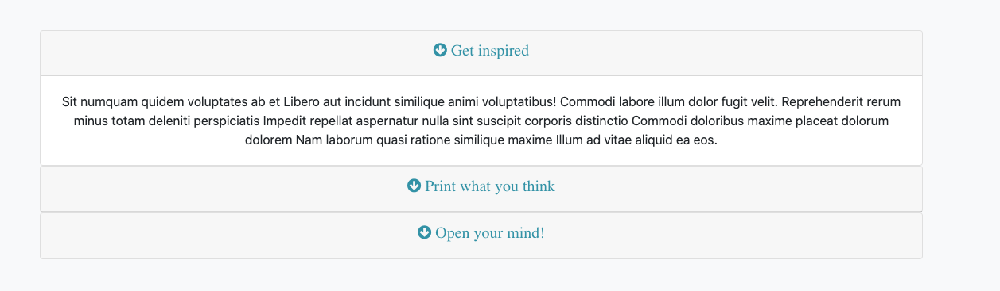 Get inspired
Sit numquam quidem voluptates ab et Libero aut incidunt similique animi voluptatibus! Commodi labore illum dolor fugit velit. Reprehenderit rerum
minus totam deleniti perspiciatis Impedit repellat aspernatur nulla sint suscipit corporis distinctio Commodi doloribus maxime placeat dolorum
dolorem Nam laborum quasi ratione similique maxime Illum ad vitae aliquid ea eos.
Print what you think
Open your mind!